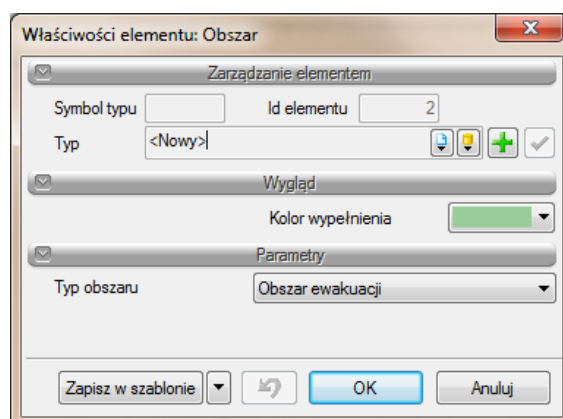 Właściwości elementu: Obszar
Zarządzanie elementem
Symbol typu Id elementu 2
Typ <Nowy>
Wygląd
Kolor wypełnienia
Parametry
Typ obszaru Obszar ewakuacji
Zapisz w szablonie OK Anuluj